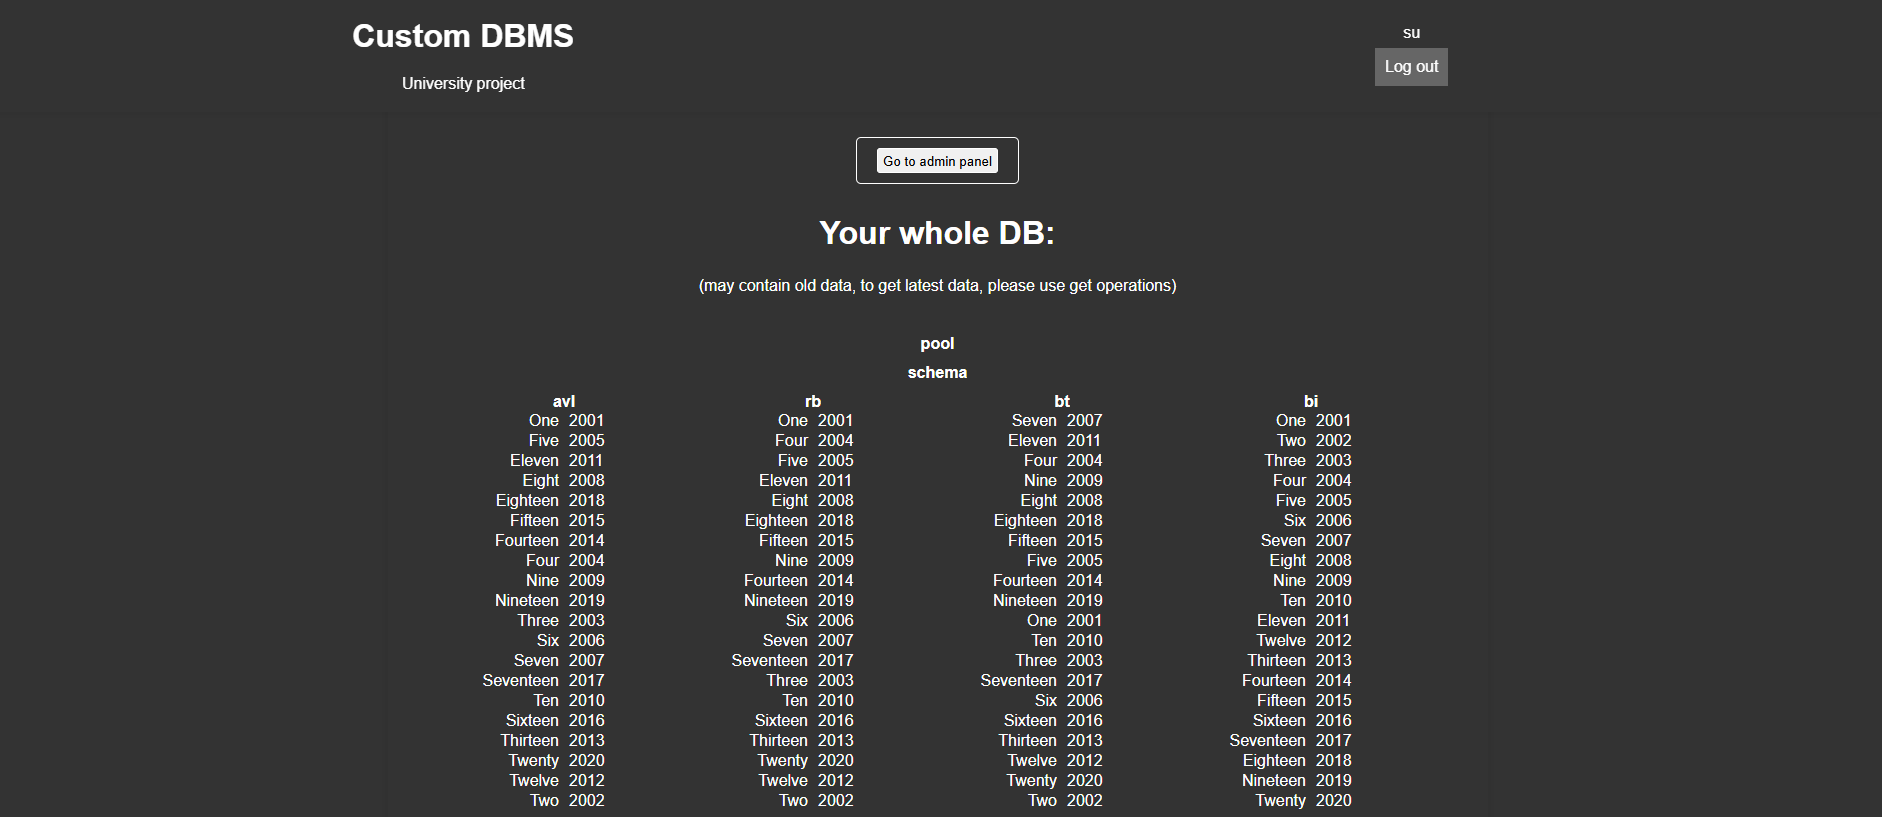 Custom DBMS
su
Log out
University project
Go to admin panel
Your whole DB:
(may contain old data, to get latest data, please use get operations)
pool
schema
avl rb bt bi
One 2001 One 2001 Seven 2007 One 2001
Five 2005 Four 2004 Eleven 2011 Two 2002
Eleven 2011 Five 2005 Four 2004 Three 2003
Eight 2008 Eleven 2011 Nine 2009 Four 2004
Eighteen 2018 Eight 2008 Eight 2008 Five 2005
Fifteen 2015 Eighteen 2018 Eighteen 2018 Six 2006
Fourteen 2014 Fifteen 2015 Fifteen 2015 Seven 2007
Four 2004 Nine 2009 Five 2005 Eight 2008
Nine 2009 Fourteen 2014 Fourteen 2014 Nine 2009
Nineteen 2019 Nineteen 2019 Nineteen 2019 Ten 2010
Three 2003 Six 2006 One 2001 Eleven 2011
Six 2006 Seven 2007 Ten 2010 Twelve 2012
Seven 2007 Seventeen 2017 Three 2003 Thirteen 2013
Seventeen 2017 Three 2003 Seventeen 2017 Fourteen 2014
Ten 2010 Ten 2010 Six 2006 Fifteen 2015
Sixteen 2016 Sixteen 2016 Sixteen 2016 Sixteen 2016
Thirteen 2013 Thirteen 2013 Thirteen 2013 Seventeen 2017
Twenty 2020 Twenty 2020 Twelve 2012 Eighteen 2018
Twelve 2012 Twelve 2012 Twenty 2020 Nineteen 2019
Two 2002 Two 2002 Two 2002 Twenty 2020